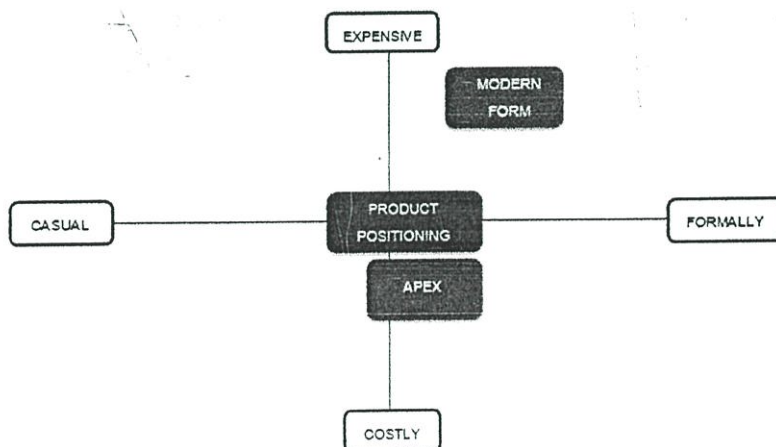 EXPENSIVE
MODERN
FORM
CASUAL
PRODUCT
POSITIONING
FORMALLY
APEX
COSTLY